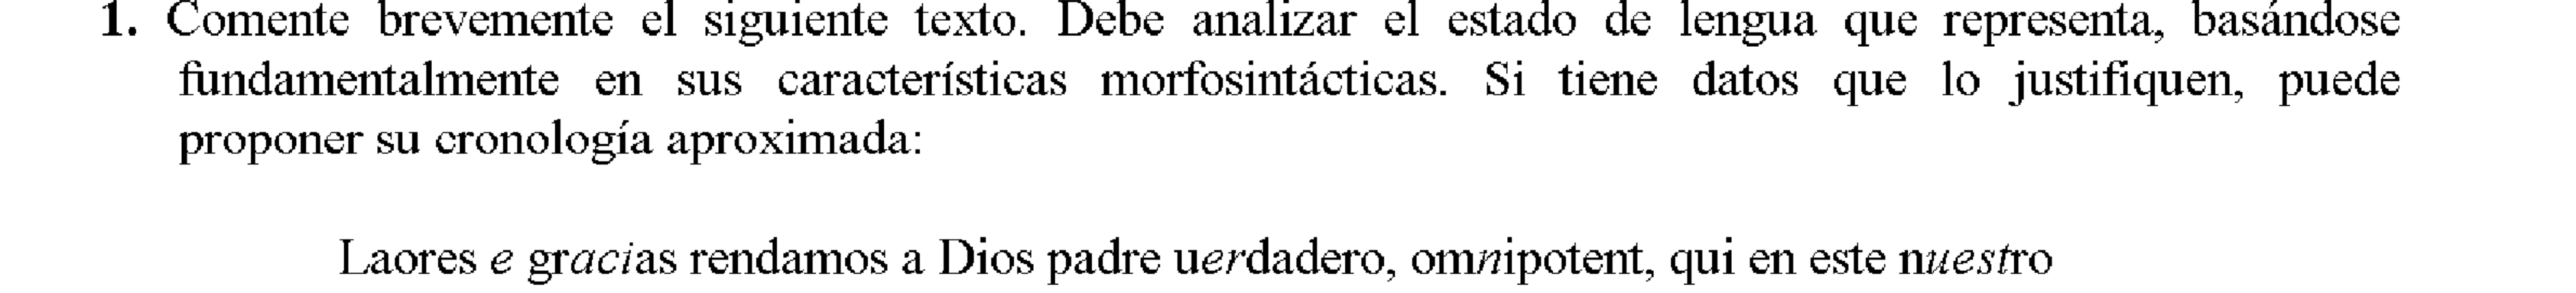 1. Comente brevemente el siguiente texto. Debe analizar el estado de lengua que representa, basándose
fundamentalmente en sus características morfosintácticas. Si tiene datos que lo justifiquen, puede
proponer su cronología aproximada:
Laores e gracias rendamos a Dios padre uerdadero, omnipotent, qui en este nuestro